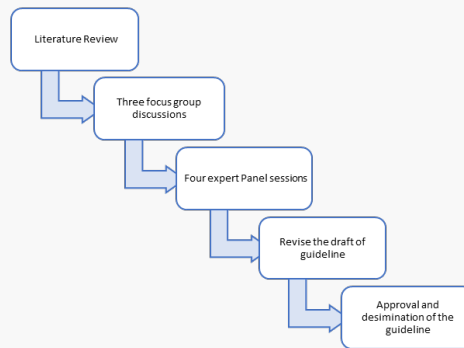 Literature Review
Three focus group
discussions
Four expert Panel sessions
Revise the draft of
guideline
Approval and
desimination of the
guideline